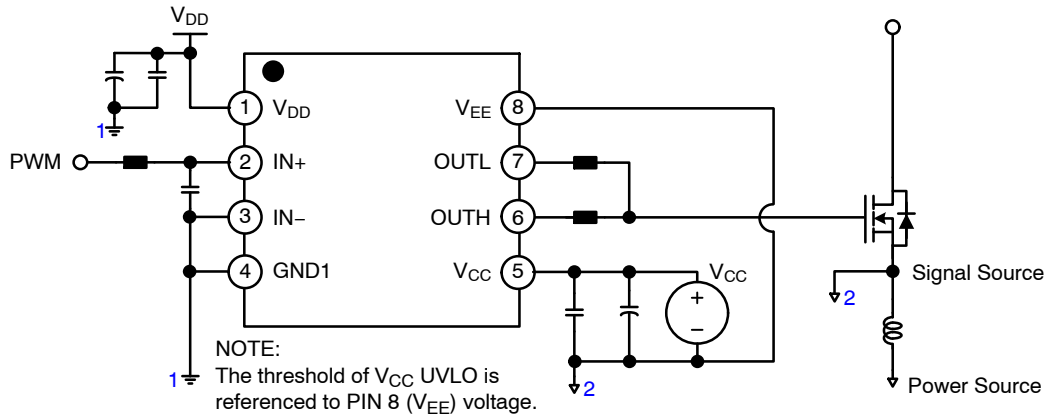 VDD
1
1 VDD
VEE 8
PWM
2 IN+
OUTL 7
3 IN−
OUTH 6
4 GND1
VCC 5
VCC
+
−
2
Signal Source
1
2
Power Source
NOTE:
The threshold of VCC UVLO is
referenced to PIN 8 (VEE) voltage.